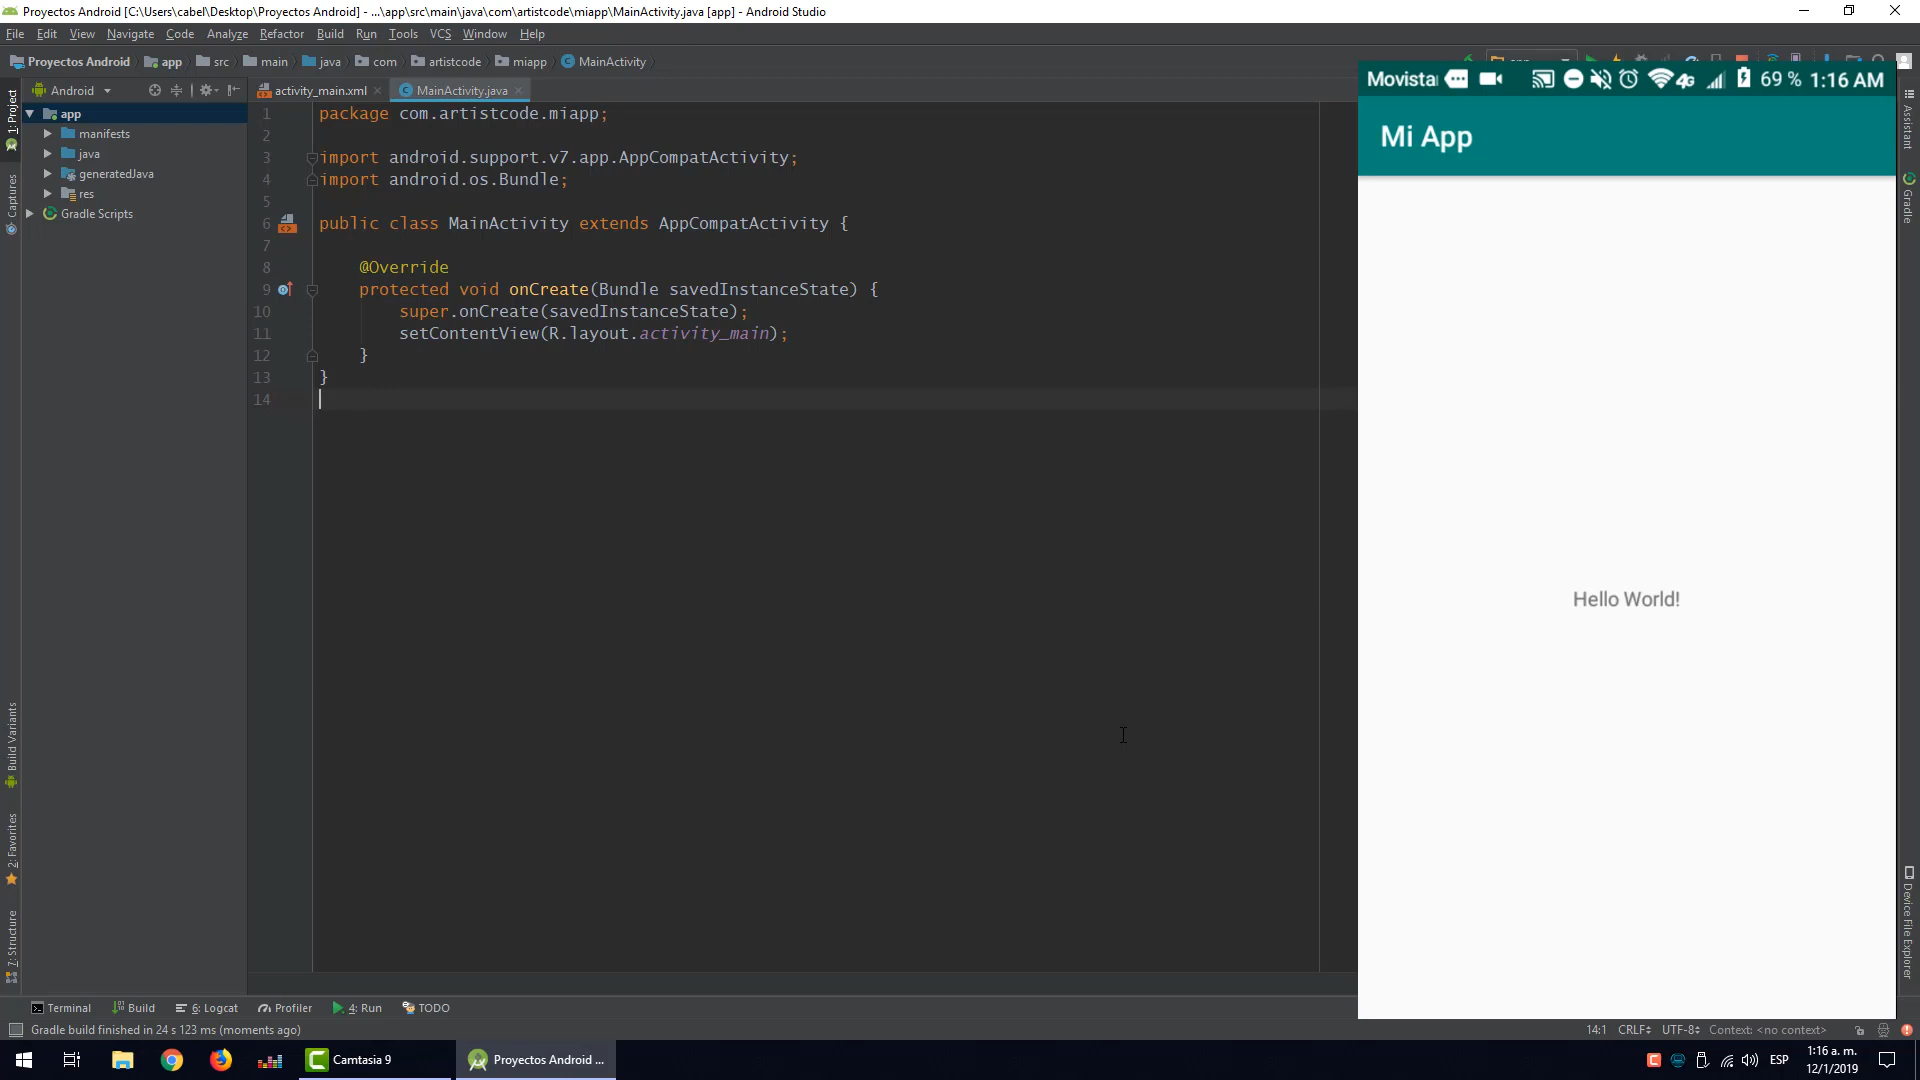 Proyectos Android [C:\Users\cabel\Desktop\Proyectos Android] - ...\app\src\main\java\com\artistcode\miapp\MainActivity.java [app] - Android Studio
File Edit View Navigate Code Analyze Refactor Build Run Tools VCS Window Help
Proyectos Android app src main java com artistcode miapp MainActivity
Android
activity_main.xml
MainActivity.java
1: Project
Captures
Build Variants
2: Favorites
7: Structure
app
manifests
java
generatedJava
res
Gradle Scripts
1 package com.artistcode.miapp;
2
3 import android.support.v7.app.AppCompatActivity;
4 import android.os.Bundle;
5
6 public class MainActivity extends AppCompatActivity {
7
8 @Override
9 protected void onCreate(Bundle savedInstanceState) {
10 super.onCreate(savedInstanceState);
11 setContentView(R.layout.activity_main);
12 }
13 }
14
Movista 4G 69 % 1:16 AM
Mi App
Hello World!
Assistant
Gradle
Device File Explorer
Terminal Build 6: Logcat Profiler 4: Run TODO
Gradle build finished in 24 s 123 ms (moments ago)
14:1 CRLF UTF-8 Context: <no context>
Camtasia 9
Proyectos Android ...
ESP
1:16 a. m.
12/1/2019